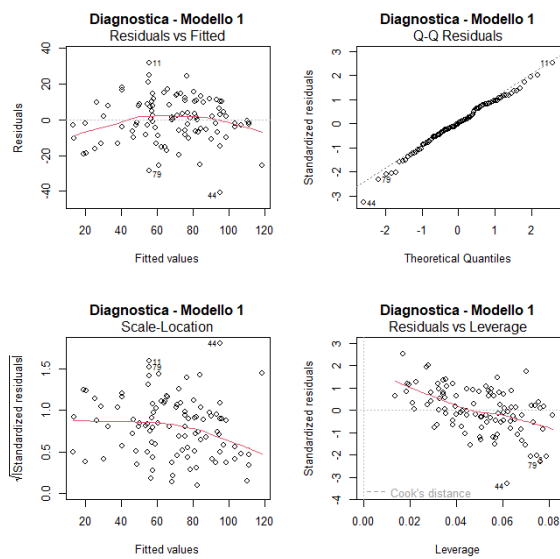 Diagnostica - Modello 1
Residuals vs Fitted
Residuals
40
20
0
-20
-40
11
79
44
20 40 60 80 100 120
Fitted values
Diagnostica - Modello 1
Q-Q Residuals
Standardized residuals
3
2
1
0
-1
-2
-3
11
79
44
-2 -1 0 1 2
Theoretical Quantiles
Diagnostica - Modello 1
Scale-Location
√|Standardized residuals|
1.5
1.0
0.5
0.0
44
11
79
20 40 60 80 100 120
Fitted values
Diagnostica - Modello 1
Residuals vs Leverage
Standardized residuals
3
2
1
0
-1
-2
-3
-4
79
44
Cook's distance
0.00 0.02 0.04 0.06 0.08
Leverage